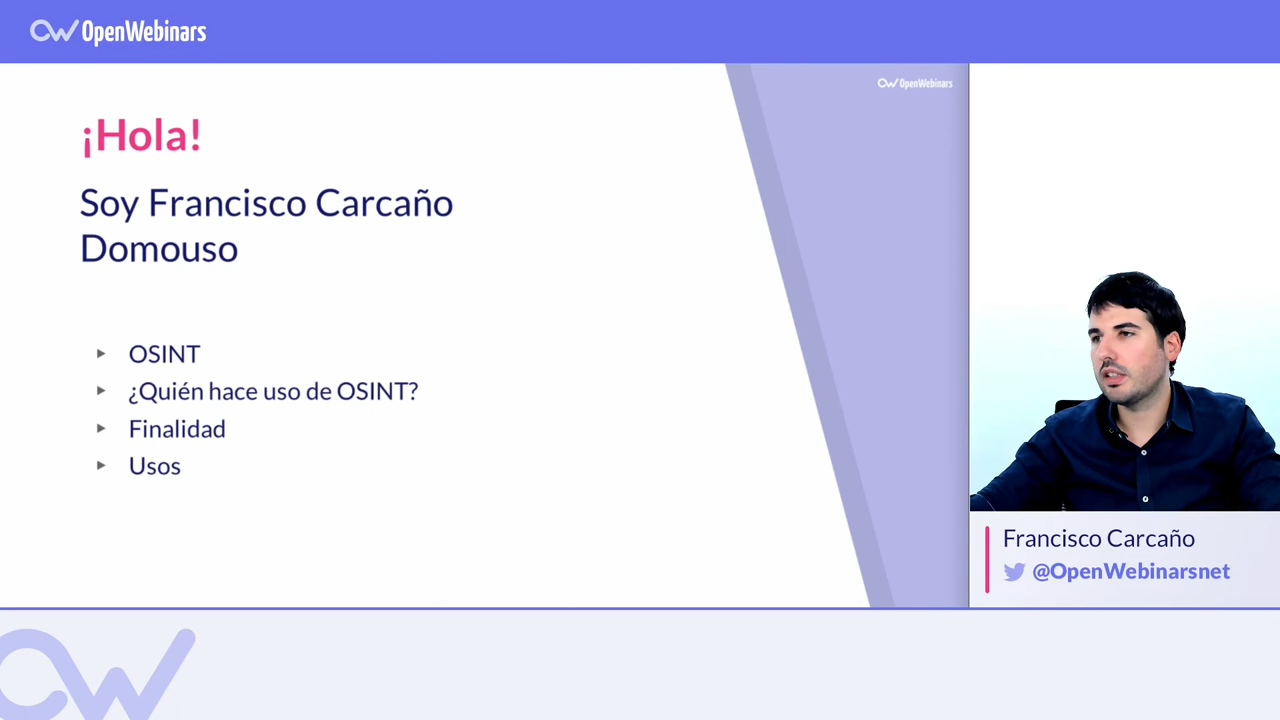 OpenWebinars
OpenWebinars
¡Hola!
Soy Francisco Carcaño
Domouso
OSINT
¿Quién hace uso de OSINT?
Finalidad
Usos
Francisco Carcaño
@OpenWebinarsnet